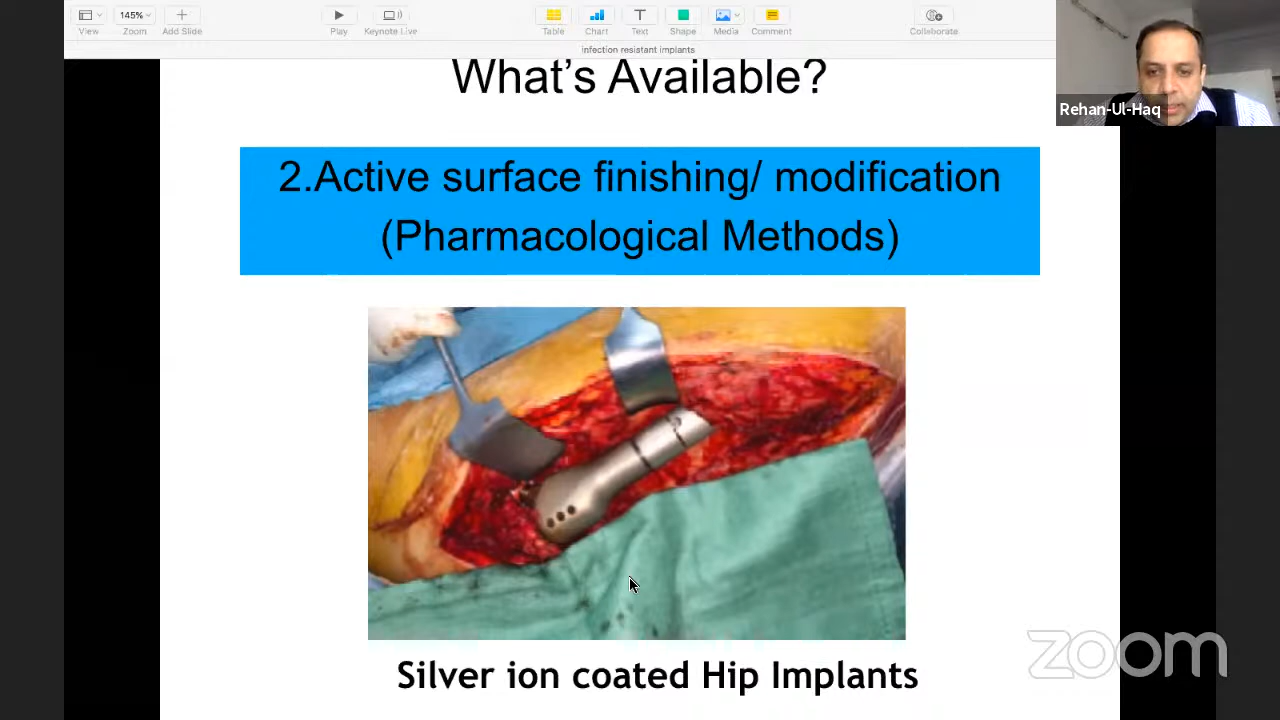 145%
View
Zoom
Add Slide
Play
Keynote Live
Table
Chart
Text
Shape
Media
Comment
Collaborate
infection resistant implants
What's Available?
Rehan-Ul-Haq
2.Active surface finishing/ modification
(Pharmacological Methods)
Silver ion coated Hip Implants
zoom